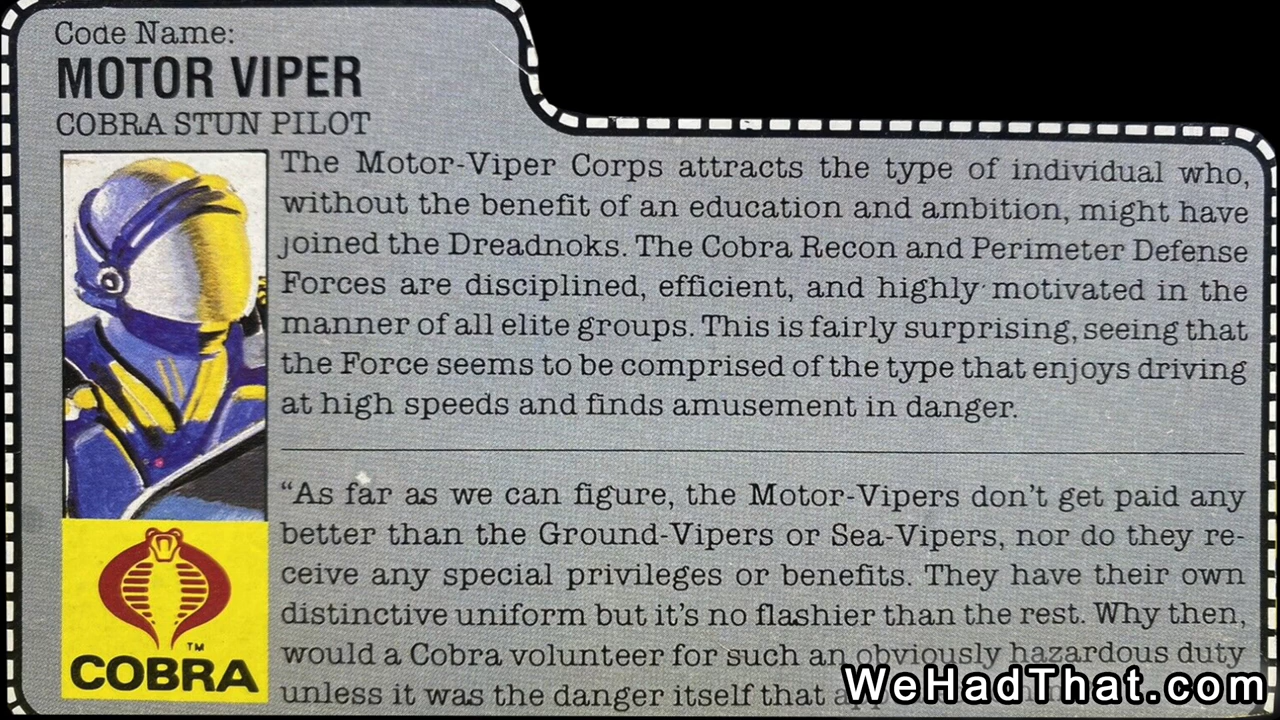 Code Name:
MOTOR VIPER
COBRA STUN PILOT
The Motor-Viper Corps attracts the type of individual who,
without the benefit of an education and ambition, might have
joined the Dreadnoks. The Cobra Recon and Perimeter Defense
Forces are disciplined, efficient, and highly motivated in the
manner of all elite groups. This is fairly surprising, seeing that
the Force seems to be comprised of the type that enjoys driving
at high speeds and finds amusement in danger.
“As far as we can figure, the Motor-Vipers don't get paid any
better than the Ground-Vipers or Sea-Vipers, nor do they re-
ceive any special privileges or benefits. They have their own
distinctive uniform but it's no flashier than the rest. Why then,
would a Cobra volunteer for such an obviously hazardous duty
unless it was the danger itself that
TM
COBRA
WeHadThat.com